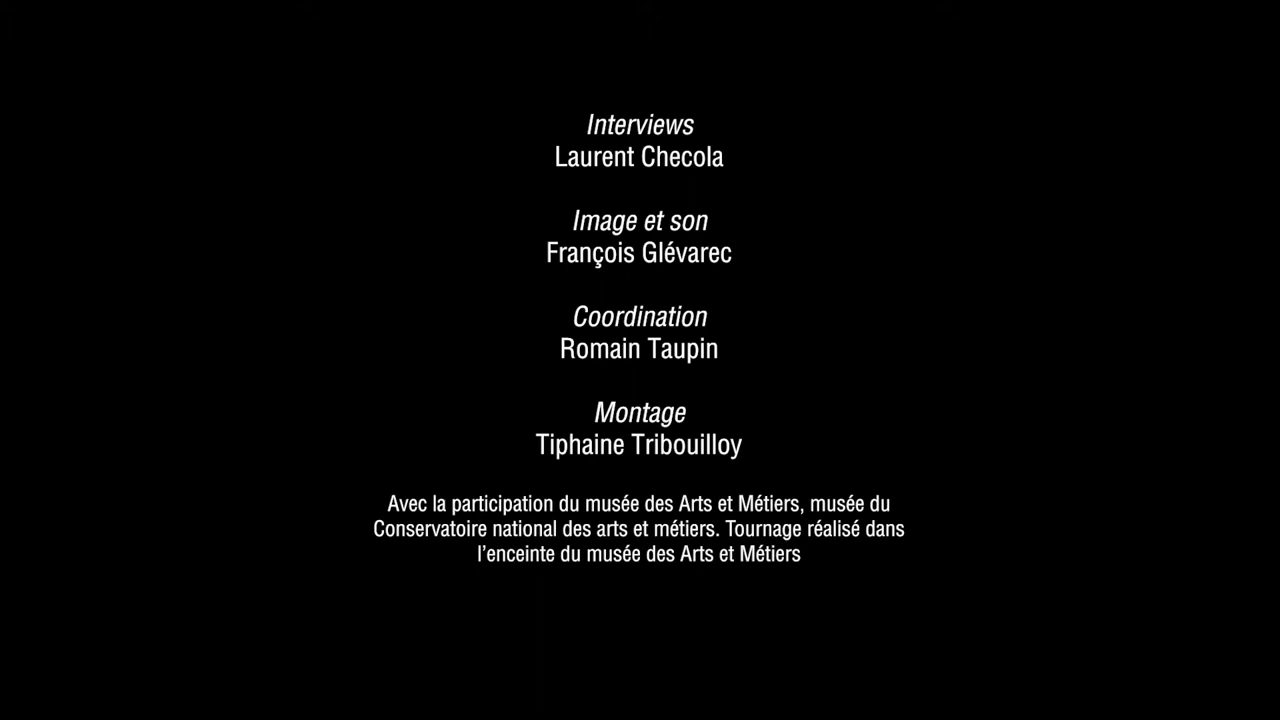 Interviews
Laurent Checola
Image et son
François Glévarec
Coordination
Romain Taupin
Montage
Tiphaine Tribouilloy
Avec la participation du musée des Arts et Métiers, musée du
Conservatoire national des arts et métiers. Tournage réalisé dans
l’enceinte du musée des Arts et Métiers